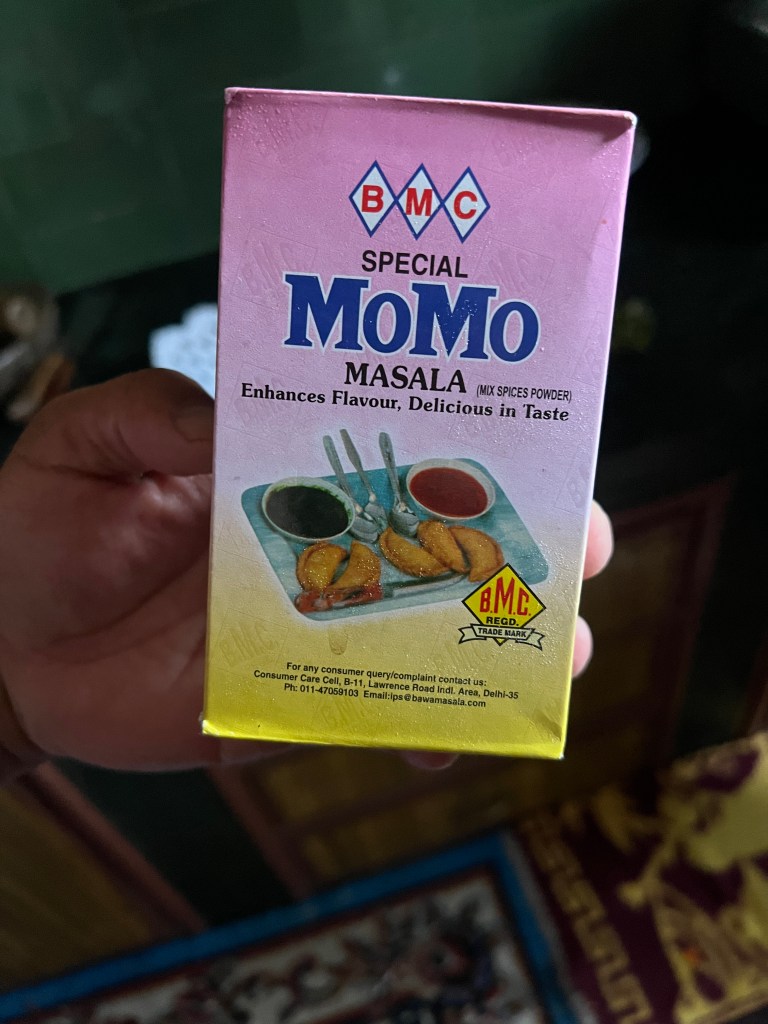 BMC
SPECIAL
MOMO
MASALA (MIX SPICES POWDER)
Enhances Flavour, Delicious in Taste
B.M.C.
REGD.
TRADE MARK
For any consumer query/complaint contact us:
Consumer Care Cell, B-11, Lawrence Road Indl. Area, Delhi-35
Ph: 011-47059103 Email:ips@bawamasala.com